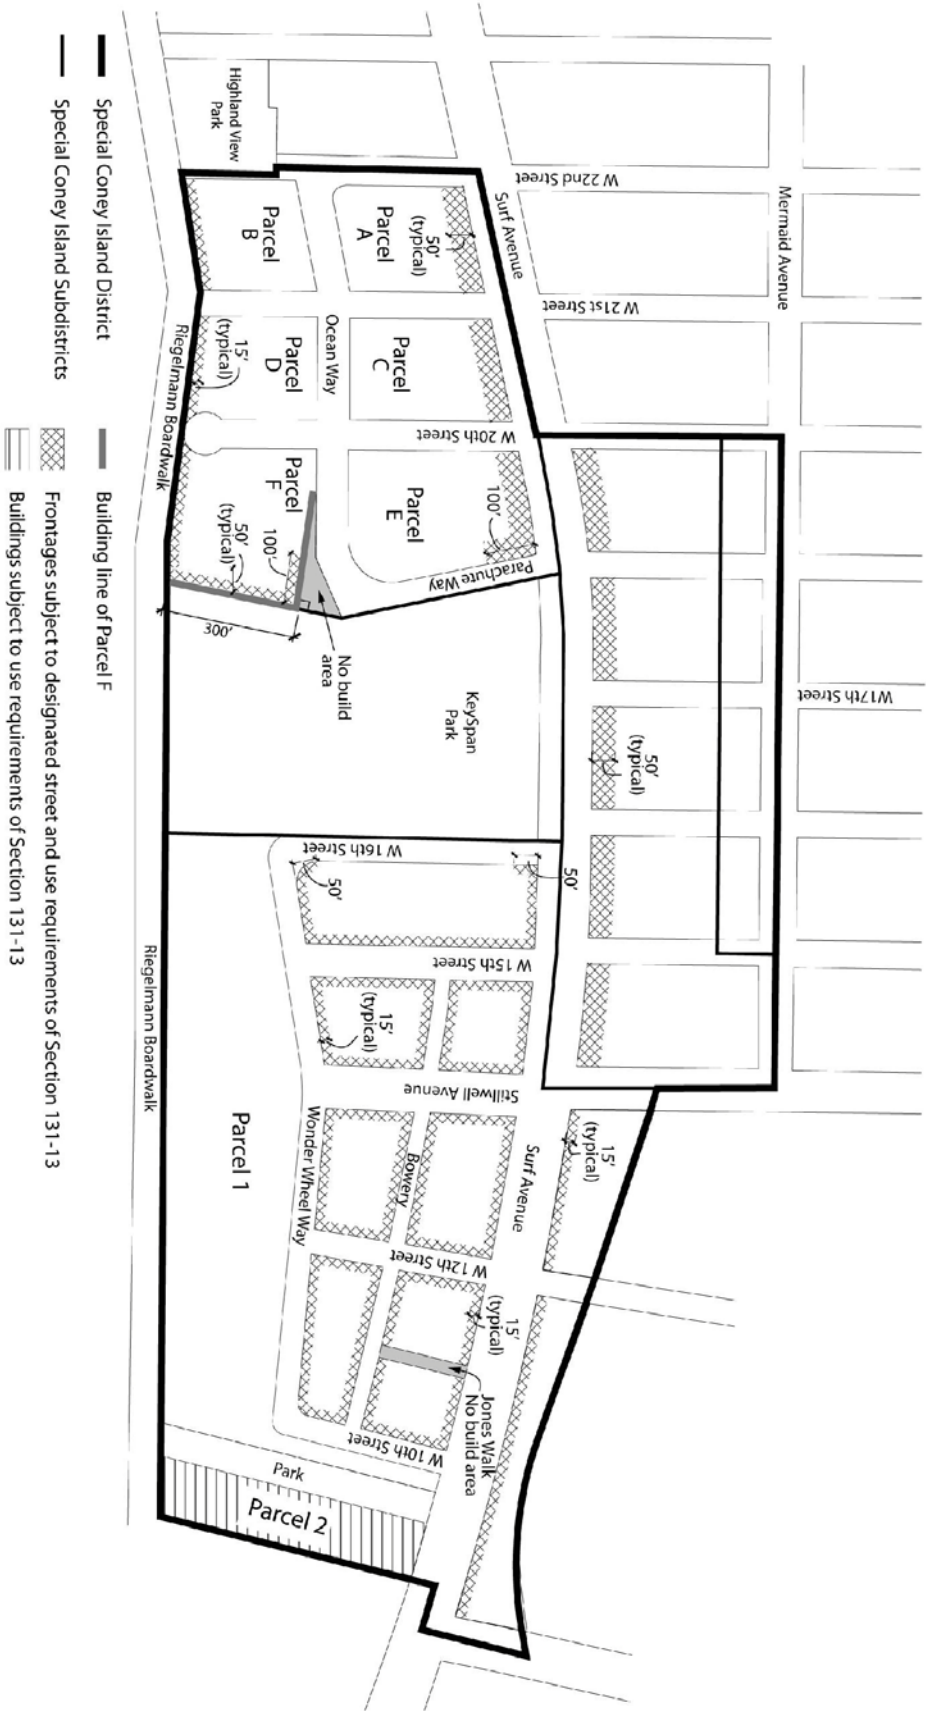 Mermaid Avenue
W 22nd Street
W 21st Street
W17th Street
Surf Avenue
Highland View
Park
Parcel
A
50'
(typical)
Parcel
B
Parcel
C
Ocean Way
Parcel
D
15'
(typical)
W 20th Street
Parcel
E
100'
Parachute Way
Parcel
F
100'
50'
(typical)
300'
No build
area
KeySpan
Park
50'
(typical)
Riegelmann Boardwalk
W 16th Street
50'
50'
W 15th Street
15'
(typical)
Stillwell Avenue
15'
(typical)
Surf Avenue
Bowery
Wonder Wheel Way
W 12th Street
15'
(typical)
Jones Walk
No build area
W 10th Street
Parcel 1
Park
Parcel 2
Riegelmann Boardwalk
Special Coney Island District
Special Coney Island Subdistricts
Building line of Parcel F
Frontages subject to designated street and use requirements of Section 131-13
Buildings subject to use requirements of Section 131-13